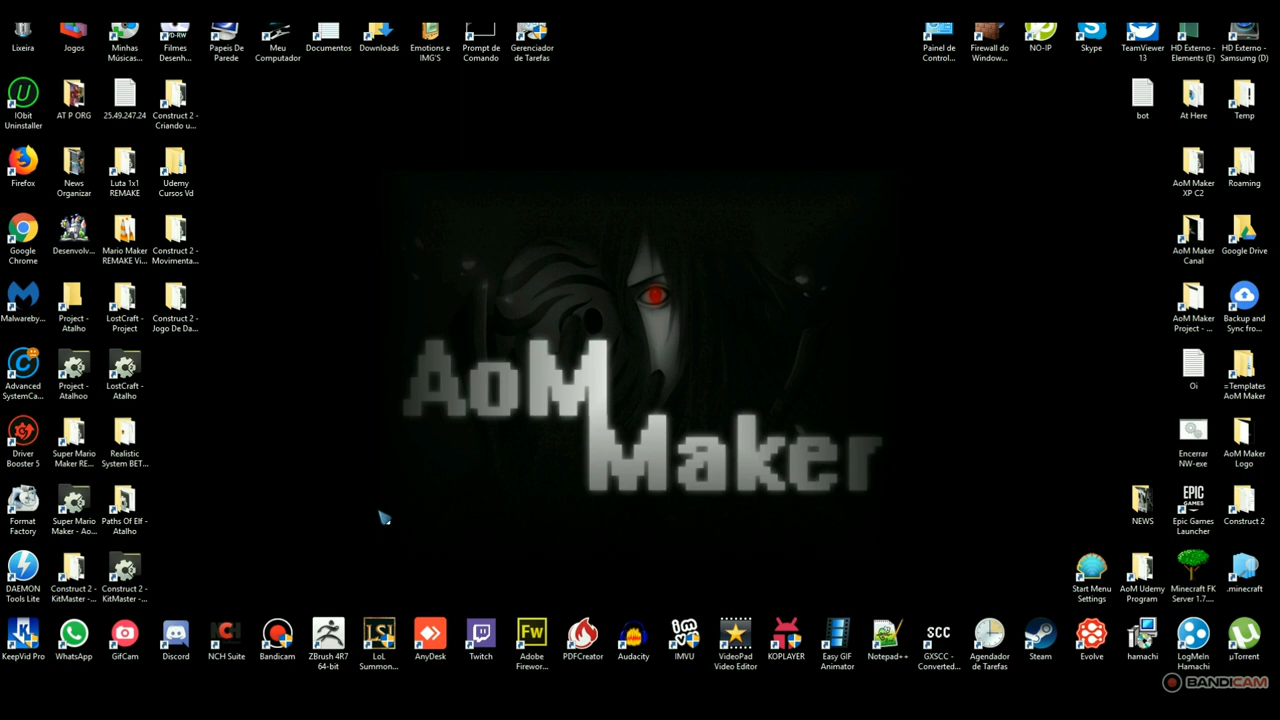 Lixeira
Jogos
Minhas
Músicas...
Filmes
Desenh...
Papeis De
Parede
Meu
Computador
Documentos
Downloads
Emotions e
IMG'S
Prompt de
Comando
Gerenciador
de Tarefas
Painel de
Control...
Firewall do
Window...
NO-IP
Skype
TeamViewer
13
HD Externo -
Elements (E)
HD Externo -
Samsumg (D)
DVD-RW
IObit
Uninstaller
AT P ORG
25.49.247.24
Construct 2 -
Criando u...
bot
At Here
Temp
Firefox
News
Organizar
Luta 1x1
REMAKE
Udemy
Cursos Vd
AoM Maker
XP C2
Roaming
Google
Chrome
Desenvolv...
Mario Maker
REMAKE Vi...
Construct 2 -
Movimenta...
AoM Maker
Canal
Google Drive
Malwareby...
Project -
Atalho
LostCraft -
Project
Construct 2 -
Jogo De Da...
AoM Maker
Project - ...
Backup and
Sync fro...
AoM
Maker
Advanced
SystemCa...
Project -
Atalhoo
LostCraft -
Atalho
Oi
=Templates
AoM Maker
Driver
Booster 5
Super Mario
Maker RE...
Realistic
System BET...
Encerrar
NW-exe
AoM Maker
Logo
Format
Factory
Super Mario
Maker - Ao...
Paths Of Elf -
Atalho
NEWS
EPIC
GAMES
Epic Games
Launcher
Construct 2
DAEMON
Tools Lite
Construct 2 -
KitMaster -...
Construct 2 -
KitMaster -...
Start Menu
Settings
AoM Udemy
Program
Minecraft FK
Server 1.7....
.minecraft
KeepVid Pro
WhatsApp
GifCam
Discord
NCH
NCH Suite
Bandicam
ZBrush 4R7
64-bit
LSI
LoL
Summon...
AnyDesk
Twitch
Fw
Adobe
Firewor...
PDFCreator
Audacity
imvu
IMVU
VideoPad
Video Editor
KOPLAYER
Easy GIF
Animator
Notepad++
SCC
GXSCC -
Converted...
Agendador
de Tarefas
Steam
Evolve
hamachi
LogMeIn
Hamachi
µTorrent
BANDICAM